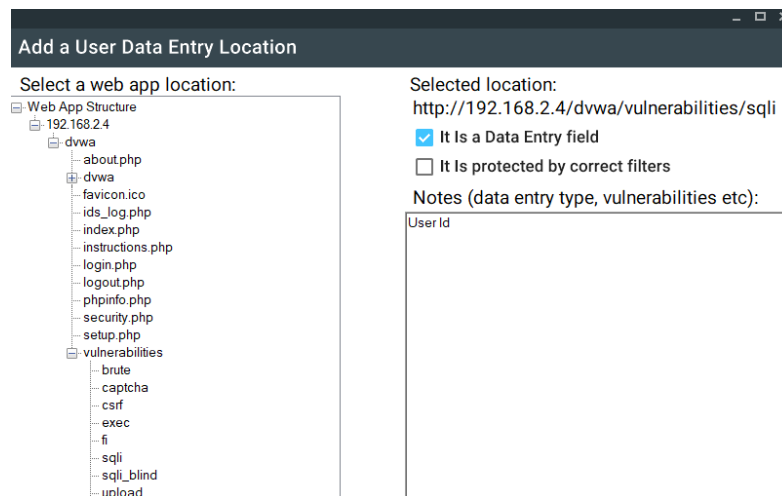 Add a User Data Entry Location
Select a web app location:
Web App Structure
192.168.2.4
dvwa
about.php
dvwa
favicon.ico
ids_log.php
index.php
instructions.php
login.php
logout.php
phpinfo.php
security.php
setup.php
vulnerabilities
brute
captcha
csrf
exec
fi
sqli
sqli_blind
upload
Selected location:
http://192.168.2.4/dvwa/vulnerabilities/sqli
It Is a Data Entry field
It Is protected by correct filters
Notes (data entry type, vulnerabilities etc):
User Id